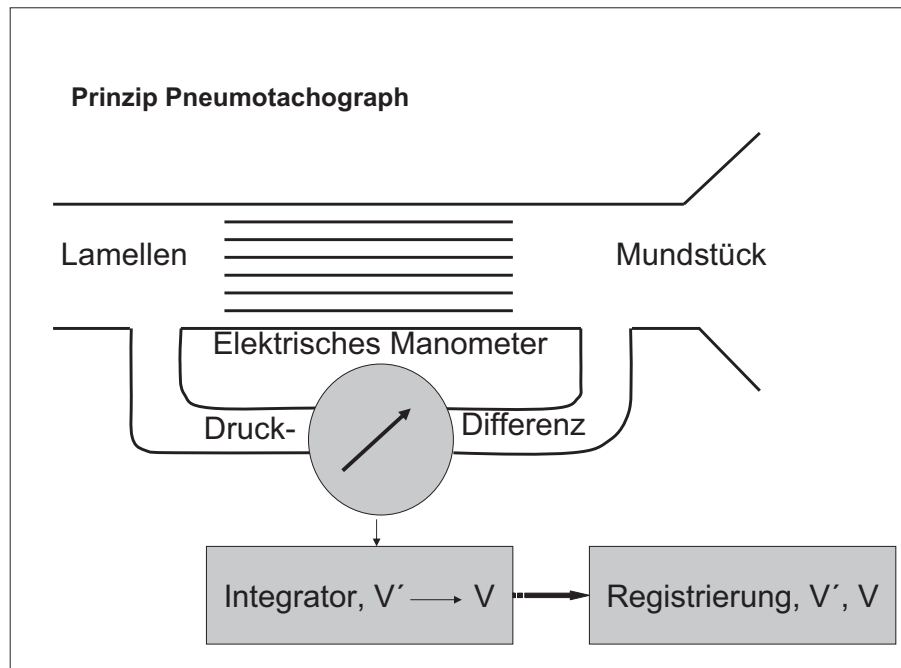 Prinzip Pneumotachograph
Lamellen
Mundstück
Elektrisches Manometer
Druck-
Differenz
Integrator, V´ → V
Registrierung, V´, V